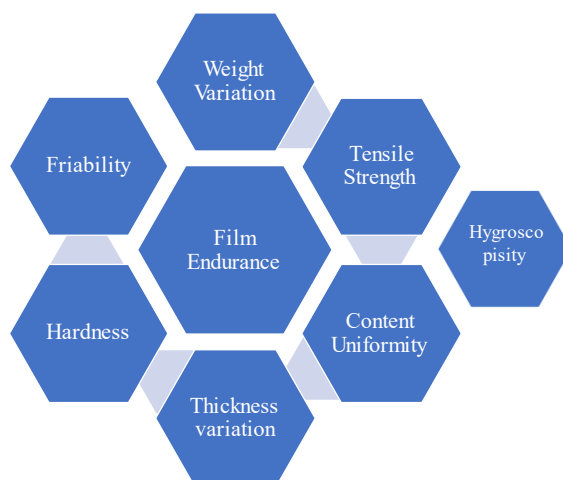 Weight
Variation
Friability
Tensile
Strength
Film
Endurance
Hygrosco
pisity
Hardness
Content
Uniformity
Thickness
variation